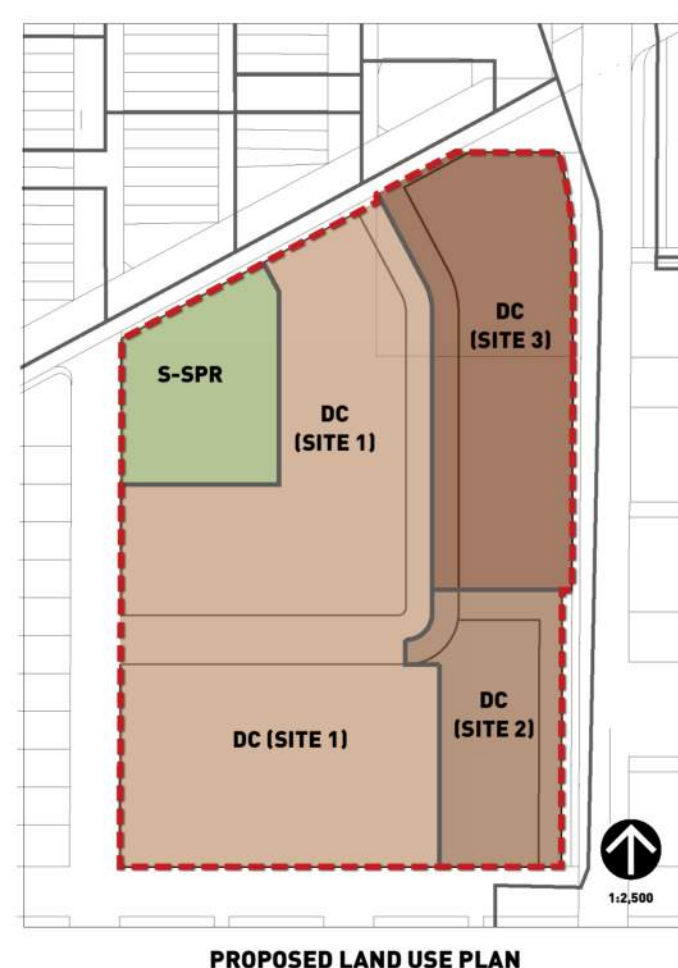 DC
(SITE 3)
S-SPR
DC
(SITE 1)
DC
(SITE 2)
DC (SITE 1)
1:2,500
PROPOSED LAND USE PLAN